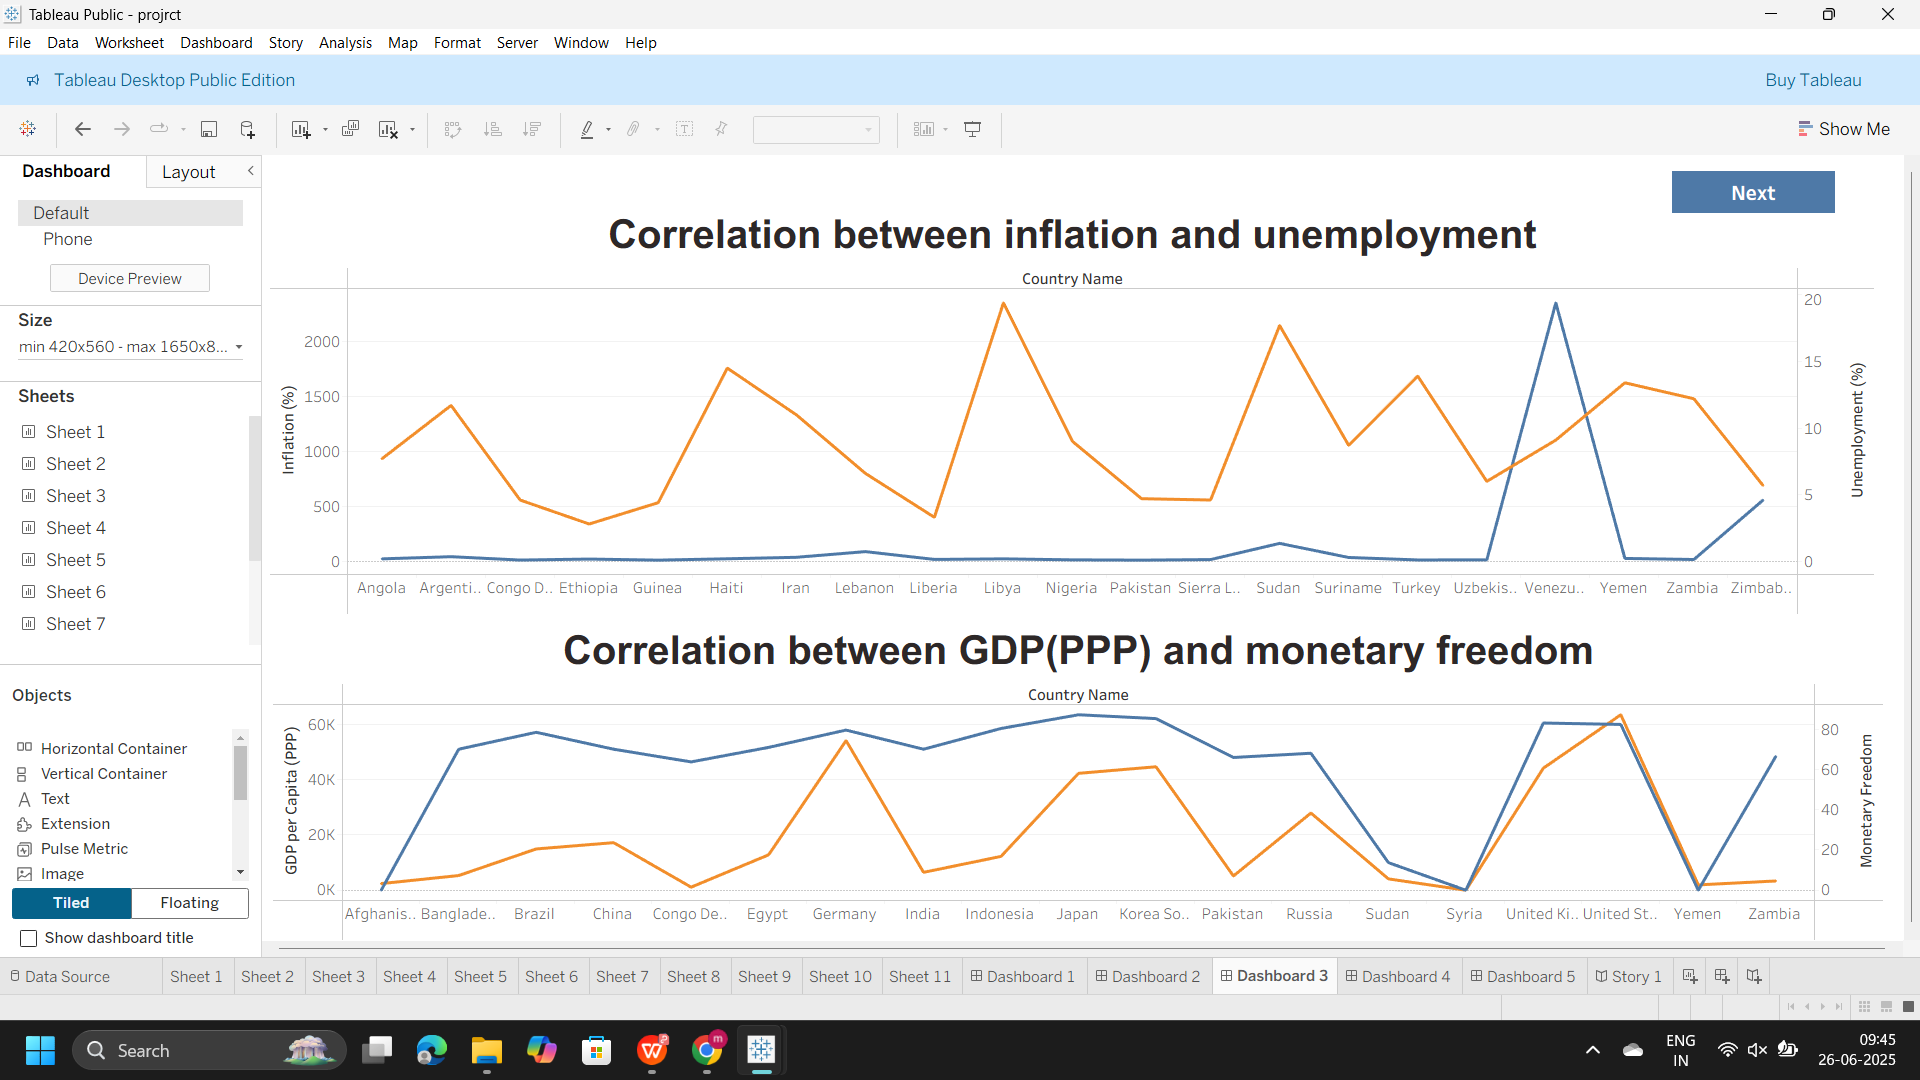 Tableau Public - projrct
File Data Worksheet Dashboard Story Analysis Map Format Server Window Help
Tableau Desktop Public Edition
Buy Tableau
Show Me
Dashboard
Layout
Default
Phone
Device Preview
Size
min 420x560 - max 1650x8...
Sheets
Sheet 1
Sheet 2
Sheet 3
Sheet 4
Sheet 5
Sheet 6
Sheet 7
Objects
Horizontal Container
Vertical Container
Text
Extension
Pulse Metric
Image
Tiled
Floating
Show dashboard title
Next
Correlation between inflation and unemployment
Country Name
Inflation (%)
2000
1500
1000
500
0
20
15
10
5
0
Unemployment (%)
Angola Argenti.. Congo D.. Ethiopia Guinea Haiti Iran Lebanon Liberia Libya Nigeria Pakistan Sierra L.. Sudan Suriname Turkey Uzbekis.. Venezu.. Yemen Zambia Zimbab..
Correlation between GDP(PPP) and monetary freedom
Country Name
GDP per Capita (PPP)
60K
40K
20K
0K
80
60
40
20
0
Monetary Freedom
Afghanis.. Banglade.. Brazil China Congo De.. Egypt Germany India Indonesia Japan Korea So.. Pakistan Russia Sudan Syria United Ki.. United St.. Yemen Zambia
Data Source Sheet 1 Sheet 2 Sheet 3 Sheet 4 Sheet 5 Sheet 6 Sheet 7 Sheet 8 Sheet 9 Sheet 10 Sheet 11 Dashboard 1 Dashboard 2 Dashboard 3 Dashboard 4 Dashboard 5 Story 1
Search
m
ENG
IN
09:45
26-06-2025